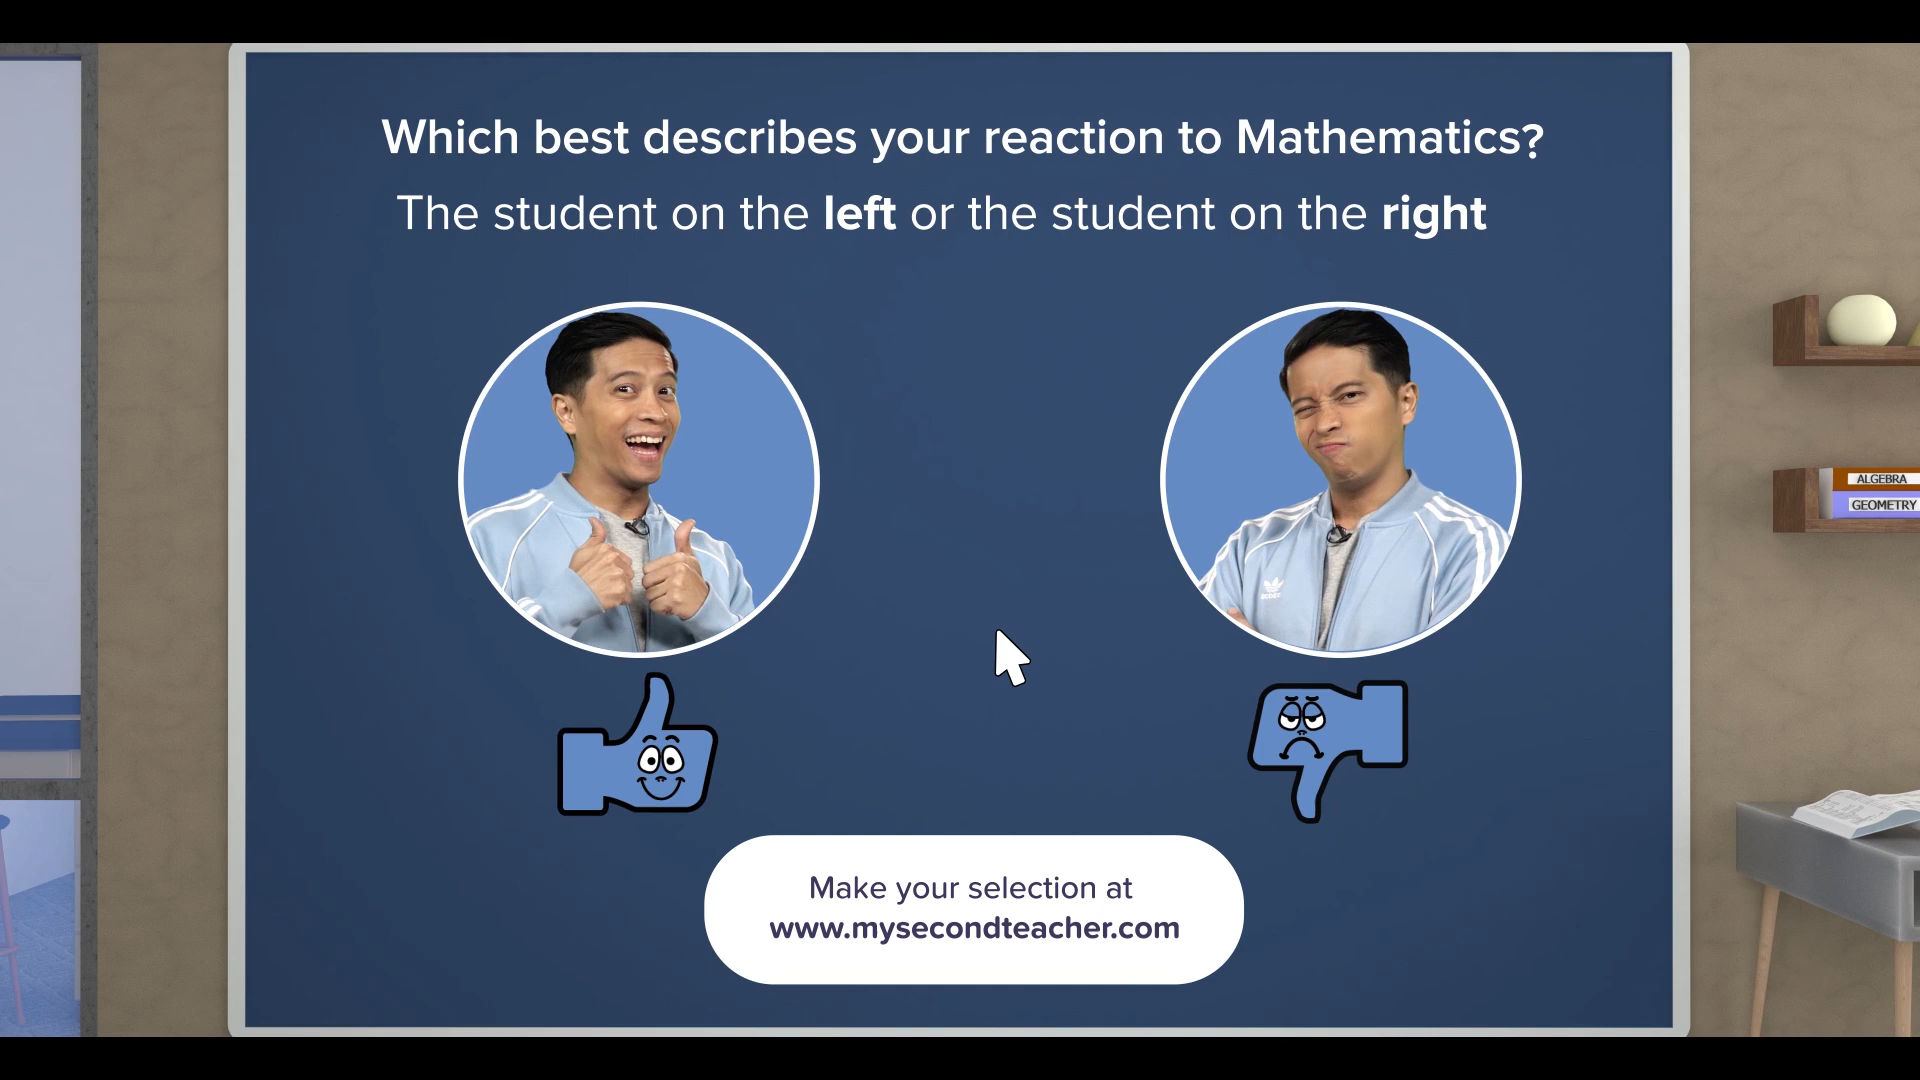 Which best describes your reaction to Mathematics?
The student on the left or the student on the right
ALGEBRA
GEOMETRY
Make your selection at
www.mysecondteacher.com